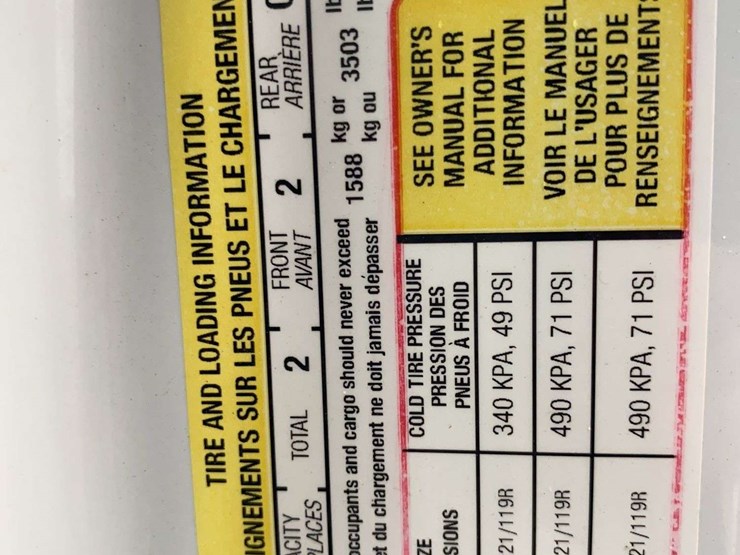 TIRE AND LOADING INFORMATION
IGNEMENTS SUR LES PNEUS ET LE CHARGEMEN
ACITY TOTAL 2 FRONT 2 REAR
PLACES AVANT ARRIÈRE
occupants and cargo should never exceed 1588 kg or 3503 lb
et du chargement ne doit jamais dépasser kg ou
ZE COLD TIRE PRESSURE
SIONS PRESSION DES
PNEUS À FROID
21/119R 340 KPA, 49 PSI
21/119R 490 KPA, 71 PSI
21/119R 490 KPA, 71 PSI
SEE OWNER'S
MANUAL FOR
ADDITIONAL
INFORMATION
VOIR LE MANUEL
DE L'USAGER
POUR PLUS DE
RENSEIGNEMENTS